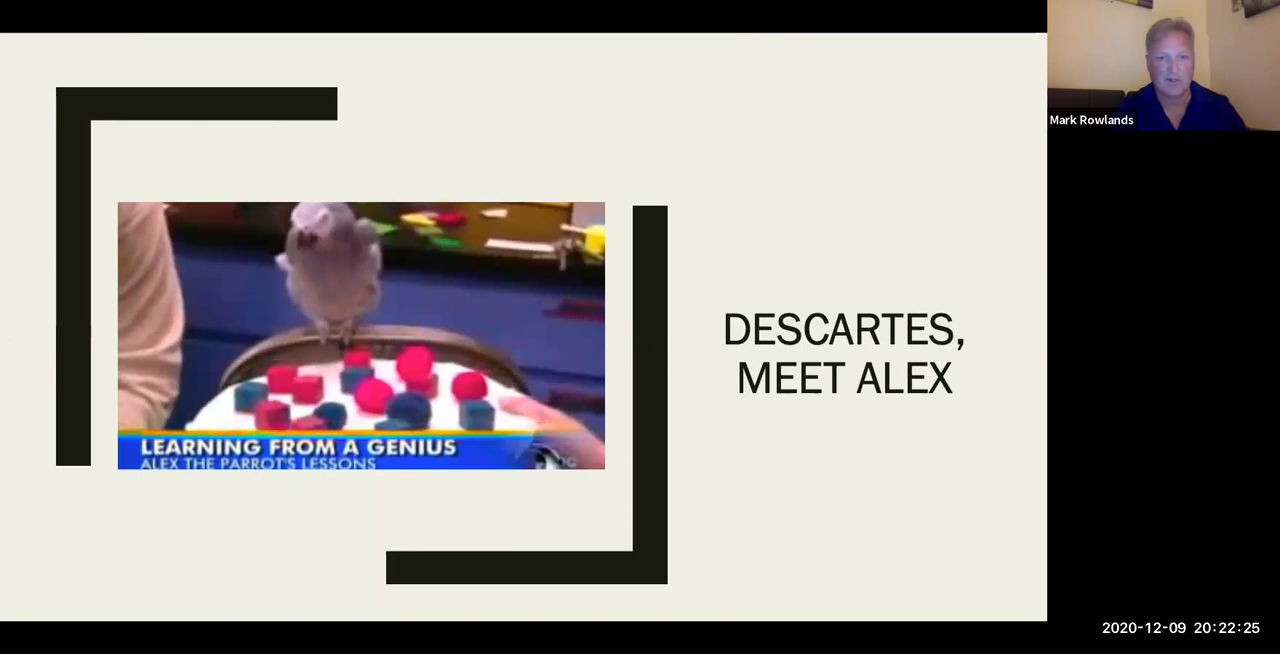 Mark Rowlands
DESCARTES,
MEET ALEX
LEARNING FROM A GENIUS
ALEX THE PARROT'S LESSONS
2020-12-09 20:22:25